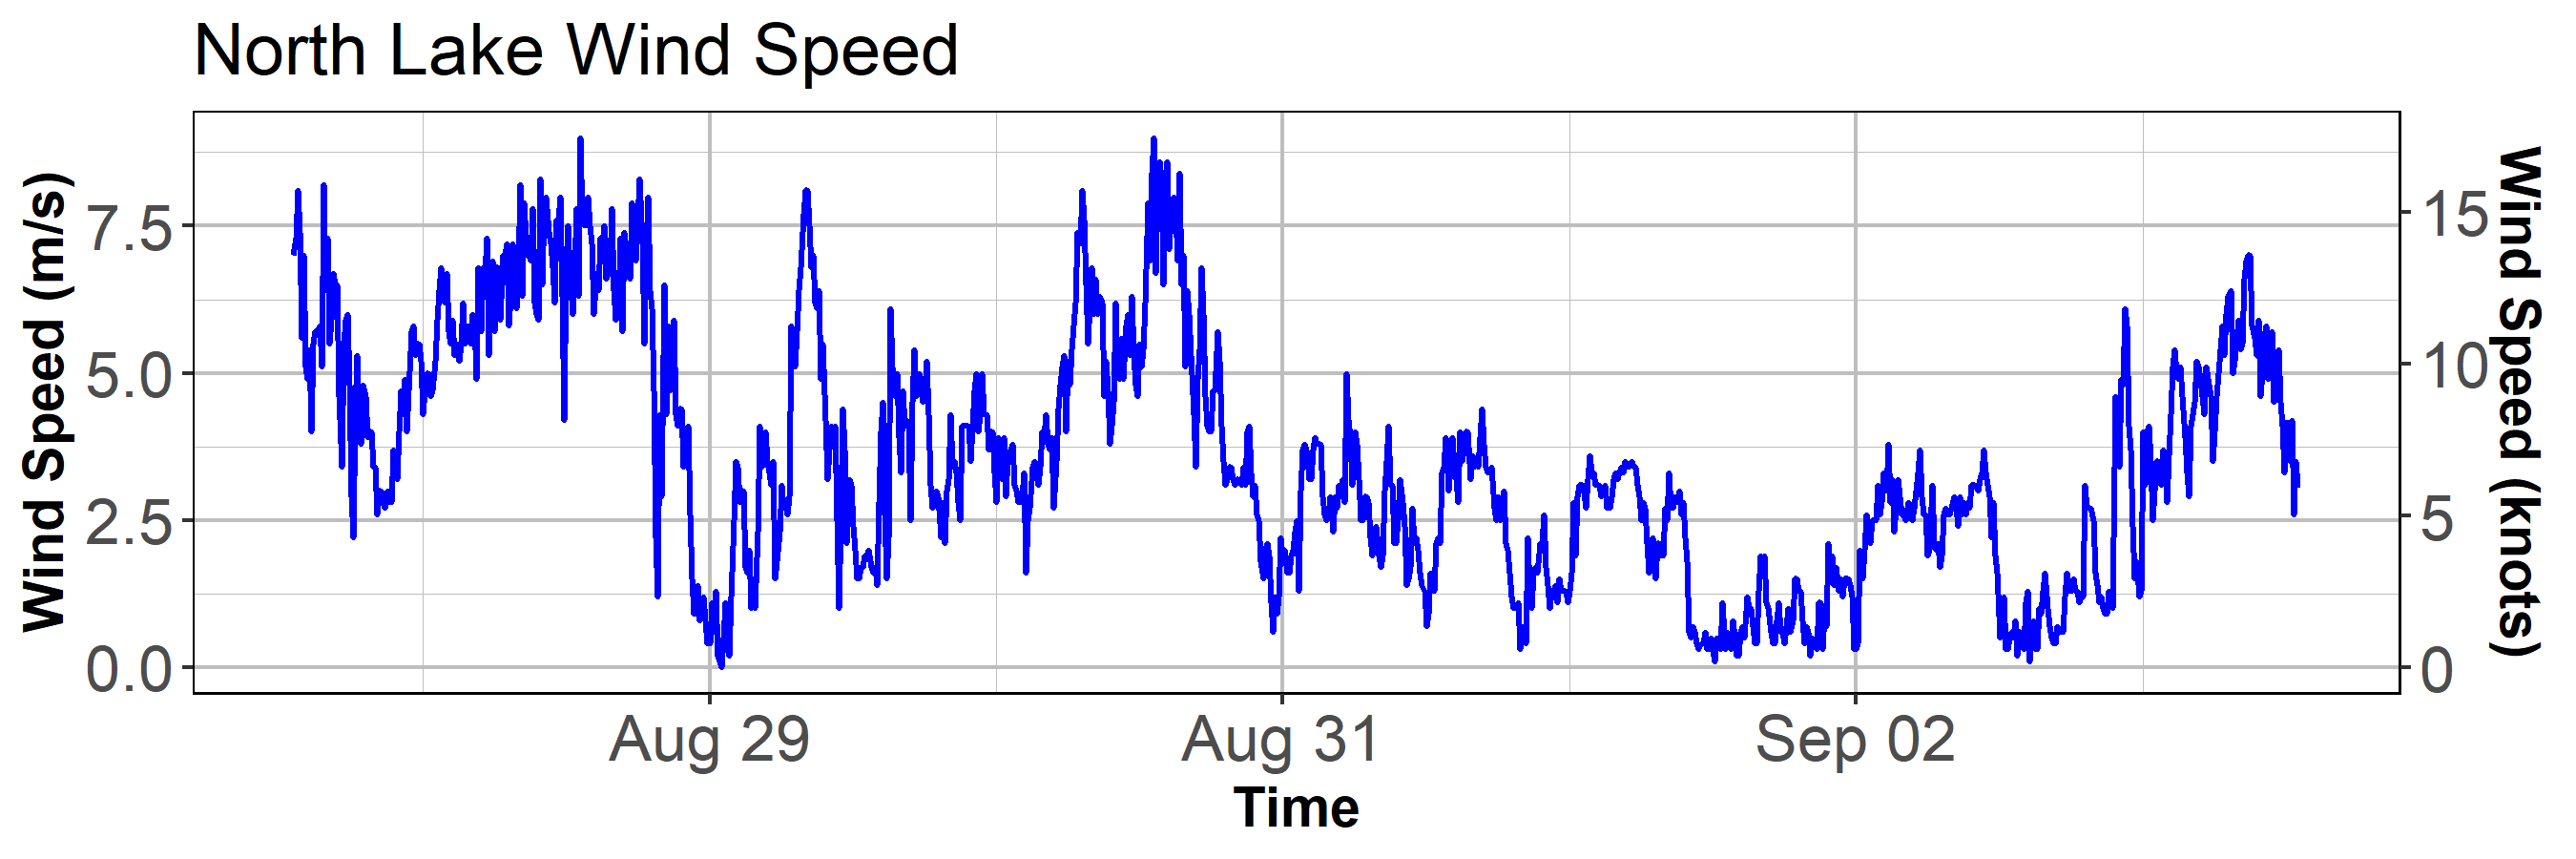 North Lake Wind Speed
Wind Speed (m/s)
7.5
5.0
2.5
0.0
15
10
5
0
Wind Speed (knots)
Aug 29
Aug 31
Sep 02
Time